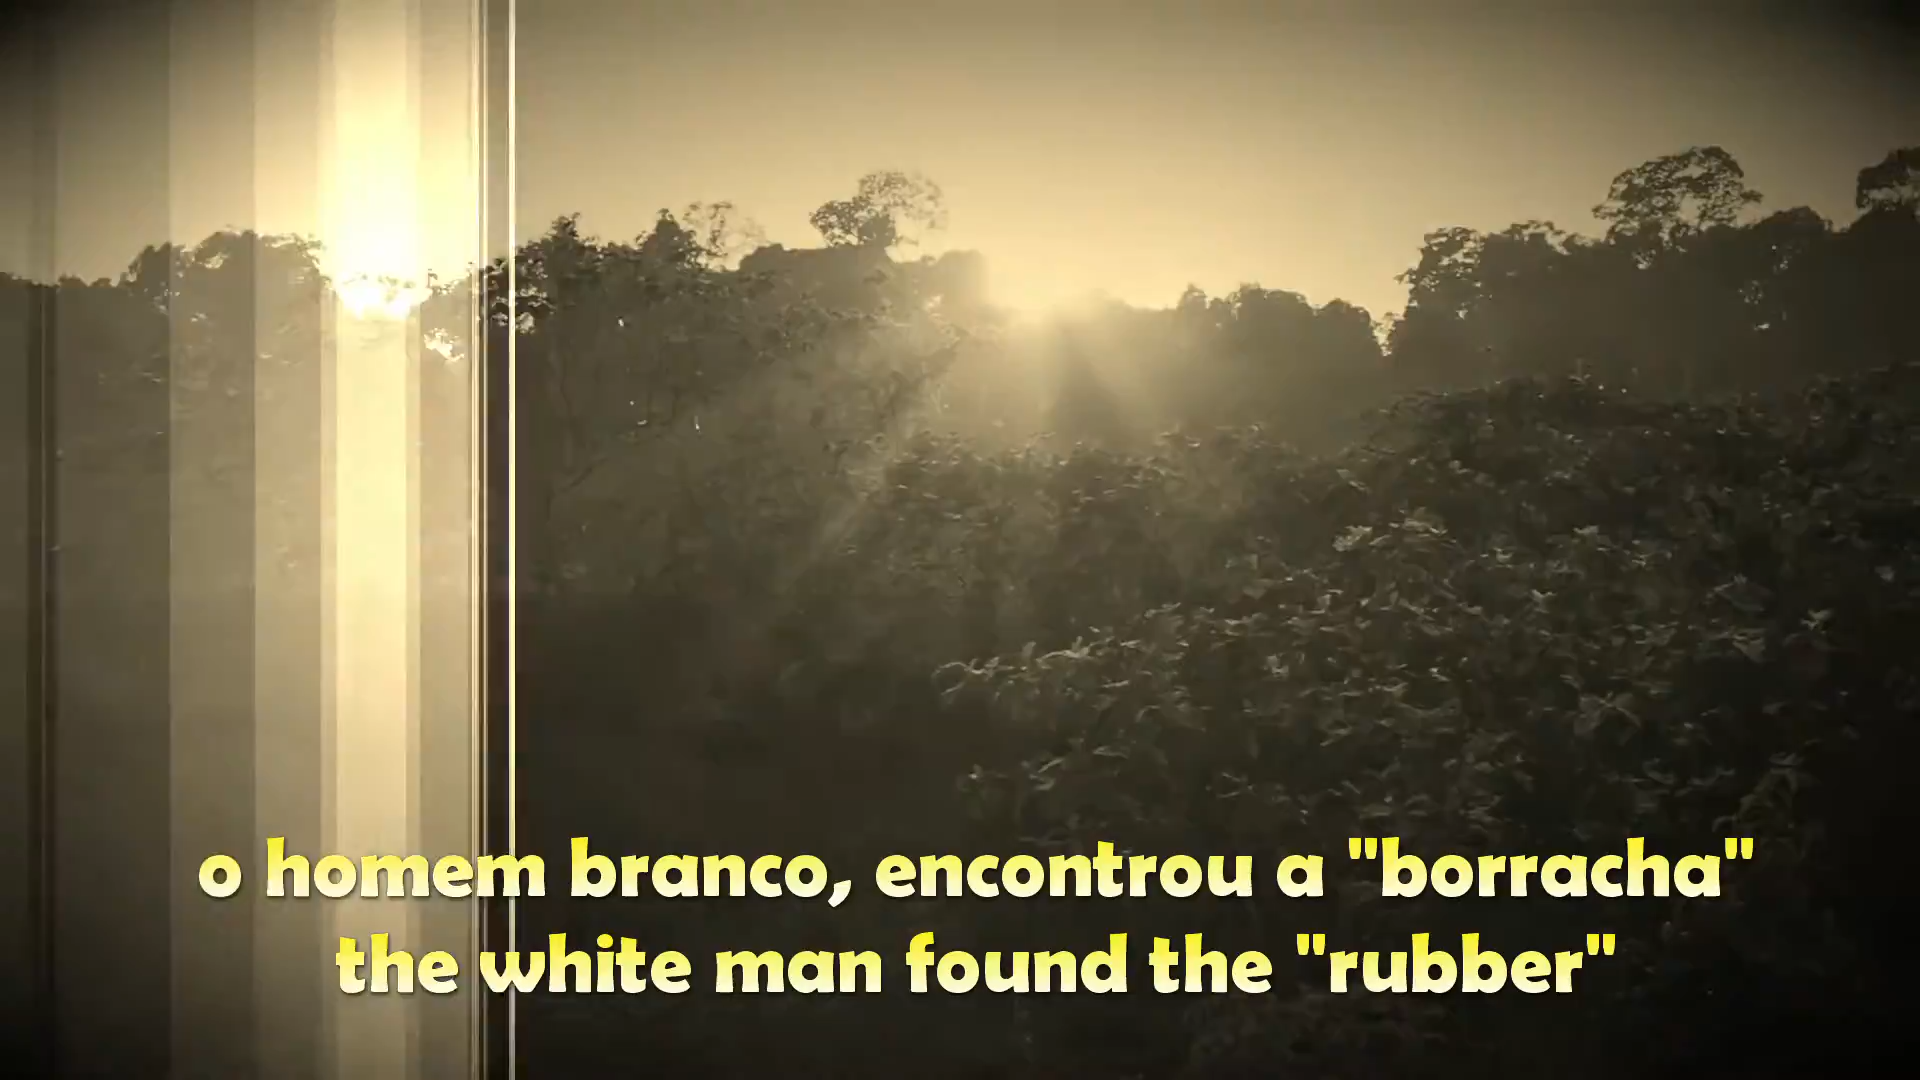 o homem branco, encontrou a "borracha"
the white man found the "rubber"